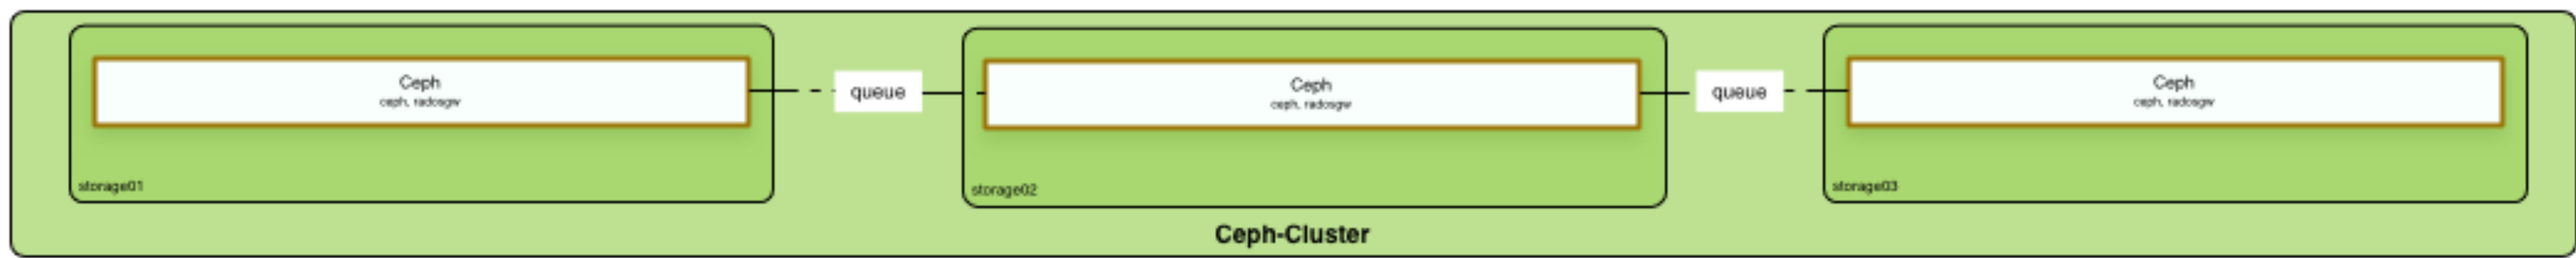 Ceph
ceph, radosgw
storage01
queue
Ceph
ceph, radosgw
storage02
queue
Ceph
ceph, radosgw
storage03
Ceph-Cluster